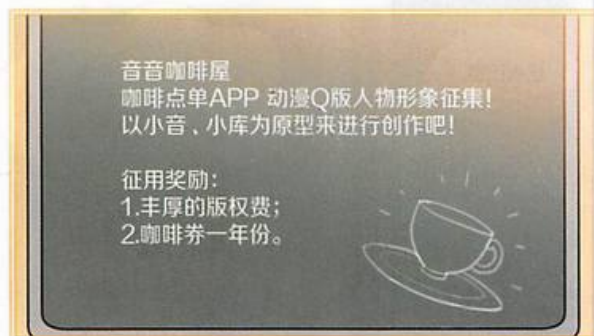 音音咖啡屋
咖啡点单APP 动漫Q版人物形象征集!
以小音、小库为原型来进行创作吧!
征用奖励:
1.丰厚的版权费;
2.咖啡券一年份。